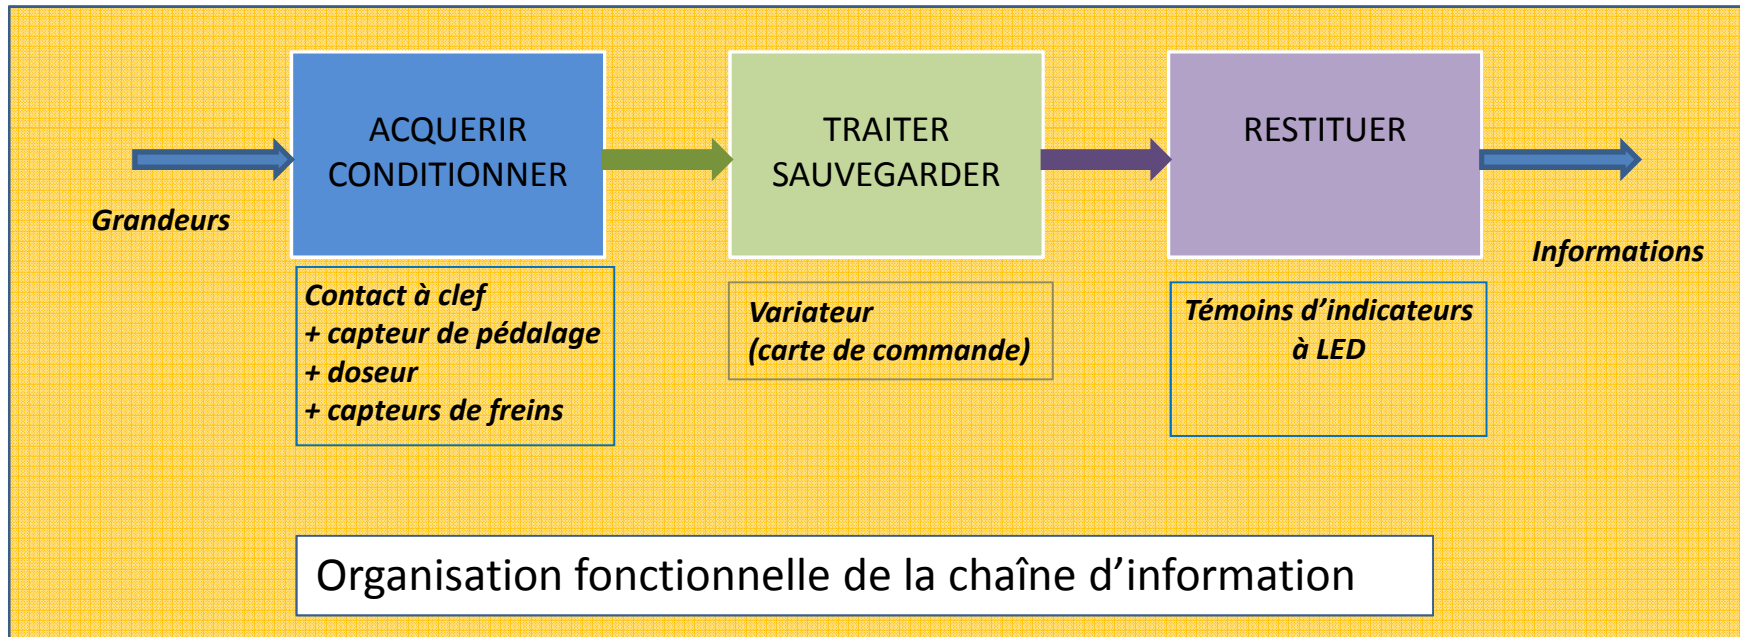 ACQUERIR
CONDITIONNER
TRAITER
SAUVEGARDER
RESTITUER
Grandeurs
Informations
Contact à clef
+ capteur de pédalage
+ doseur
+ capteurs de freins
Variateur
(carte de commande)
Témoins d’indicateurs
à LED
Organisation fonctionnelle de la chaîne d’information